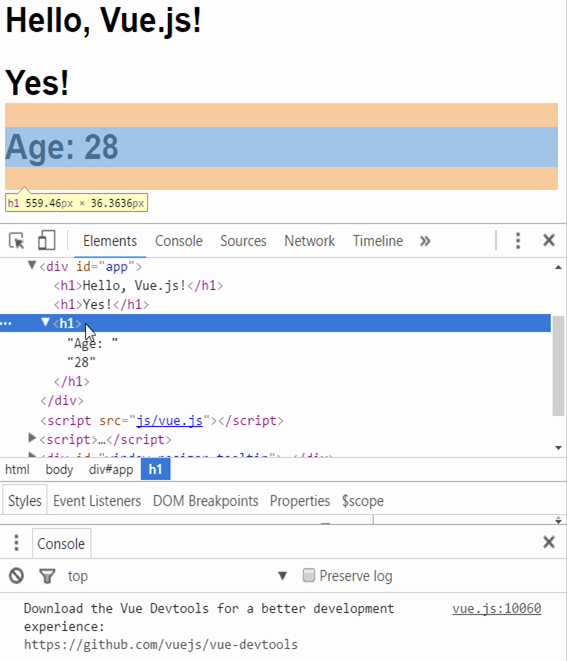 Hello, Vue.js!
Yes!
Age: 28
h1 559.46px × 36.3636px
Elements Console Sources Network Timeline »
▼<div id="app">
<h1>Hello, Vue.js!</h1>
<h1>Yes!</h1>
… ▼<h1>
"Age: "
"28"
</h1>
</div>
<script src="js/vue.js"></script>
▶<script>…</script>
html body div#app h1
Styles Event Listeners DOM Breakpoints Properties $scope
Console
top ▼ Preserve log
Download the Vue Devtools for a better development vue.js:10060
experience:
https://github.com/vuejs/vue-devtools